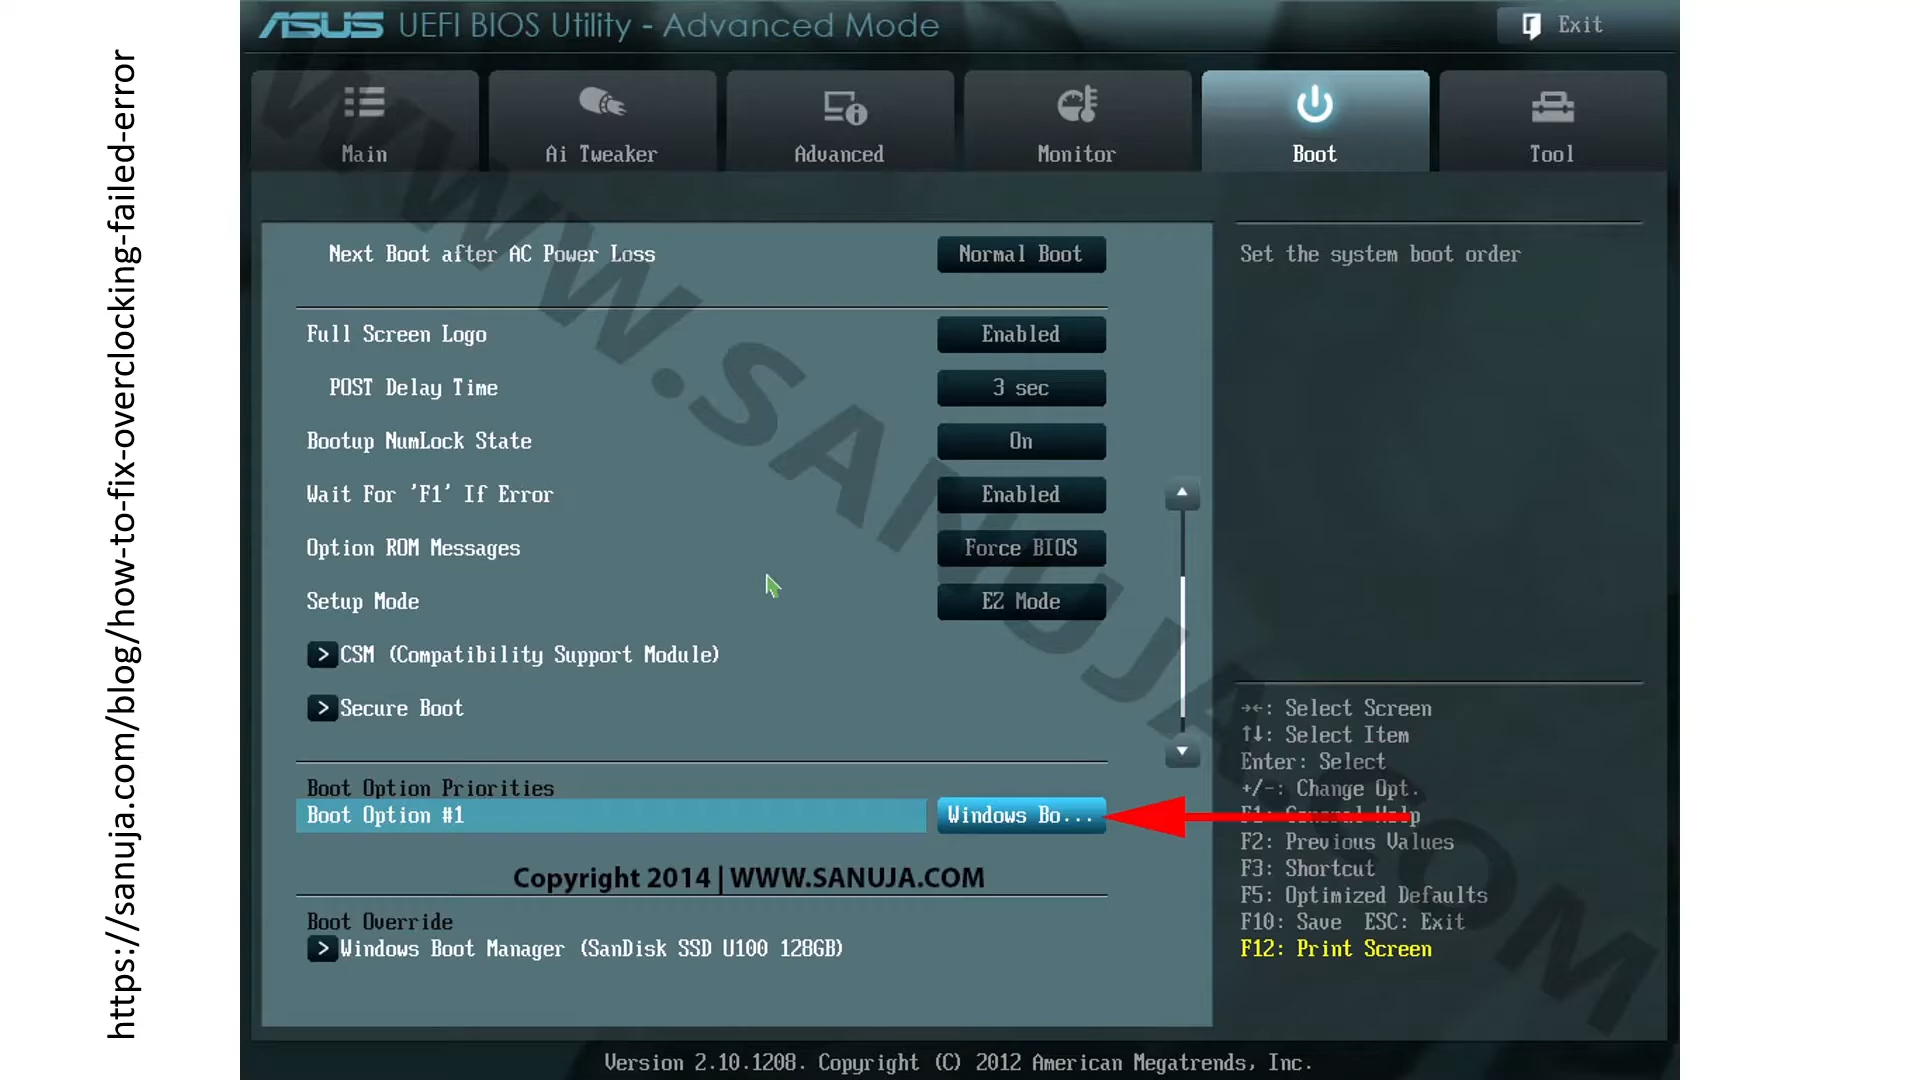 https://sanuja.com/blog/how-to-fix-overclocking-failed-error
ASUS UEFI BIOS Utility - Advanced Mode
Exit
Main
Ai Tweaker
Advanced
Monitor
Boot
Tool
Next Boot after AC Power Loss
Normal Boot
Full Screen Logo
Enabled
POST Delay Time
3 sec
Bootup NumLock State
On
Wait For 'F1' If Error
Enabled
Option ROM Messages
Force BIOS
Setup Mode
EZ Mode
> CSM (Compatibility Support Module)
> Secure Boot
Boot Option Priorities
Boot Option #1
Windows Bo...
Copyright 2014 | WWW.SANUJA.COM
Boot Override
> Windows Boot Manager (SanDisk SSD U100 128GB)
Set the system boot order
→←: Select Screen
↑↓: Select Item
Enter: Select
+/-: Change Opt.
F1: General Help
F2: Previous Values
F3: Shortcut
F5: Optimized Defaults
F10: Save ESC: Exit
F12: Print Screen
WWW.SANUJA.COM
Version 2.10.1208. Copyright (C) 2012 American Megatrends, Inc.